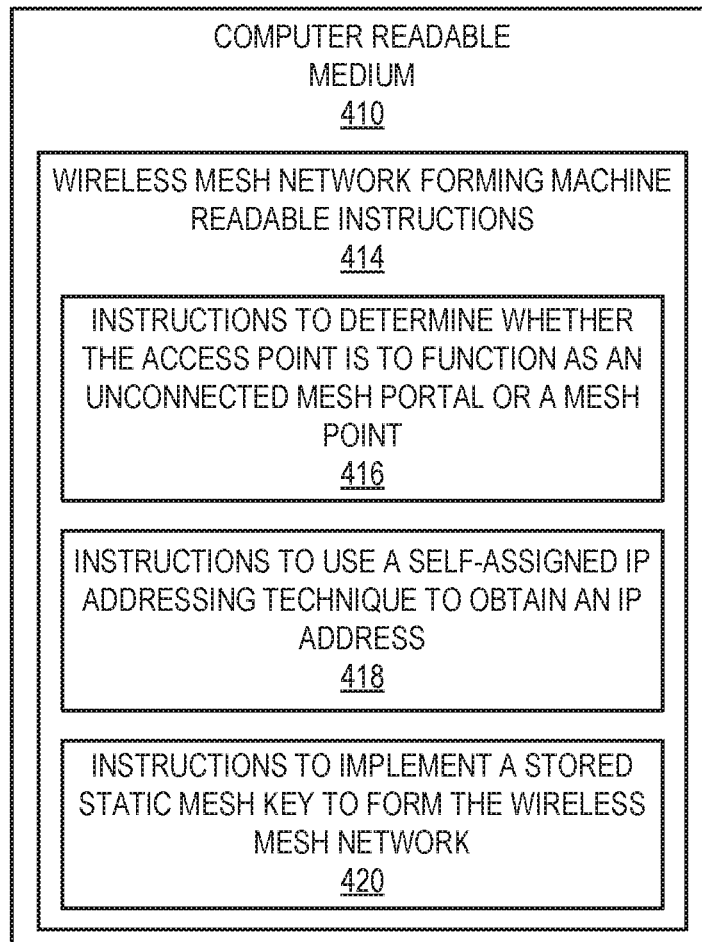 COMPUTER READABLE
MEDIUM
410
WIRELESS MESH NETWORK FORMING MACHINE
READABLE INSTRUCTIONS
414
INSTRUCTIONS TO DETERMINE WHETHER
THE ACCESS POINT IS TO FUNCTION AS AN
UNCONNECTED MESH PORTAL OR A MESH
POINT
416
INSTRUCTIONS TO USE A SELF-ASSIGNED IP
ADDRESSING TECHNIQUE TO OBTAIN AN IP
ADDRESS
418
INSTRUCTIONS TO IMPLEMENT A STORED
STATIC MESH KEY TO FORM THE WIRELESS
MESH NETWORK
420